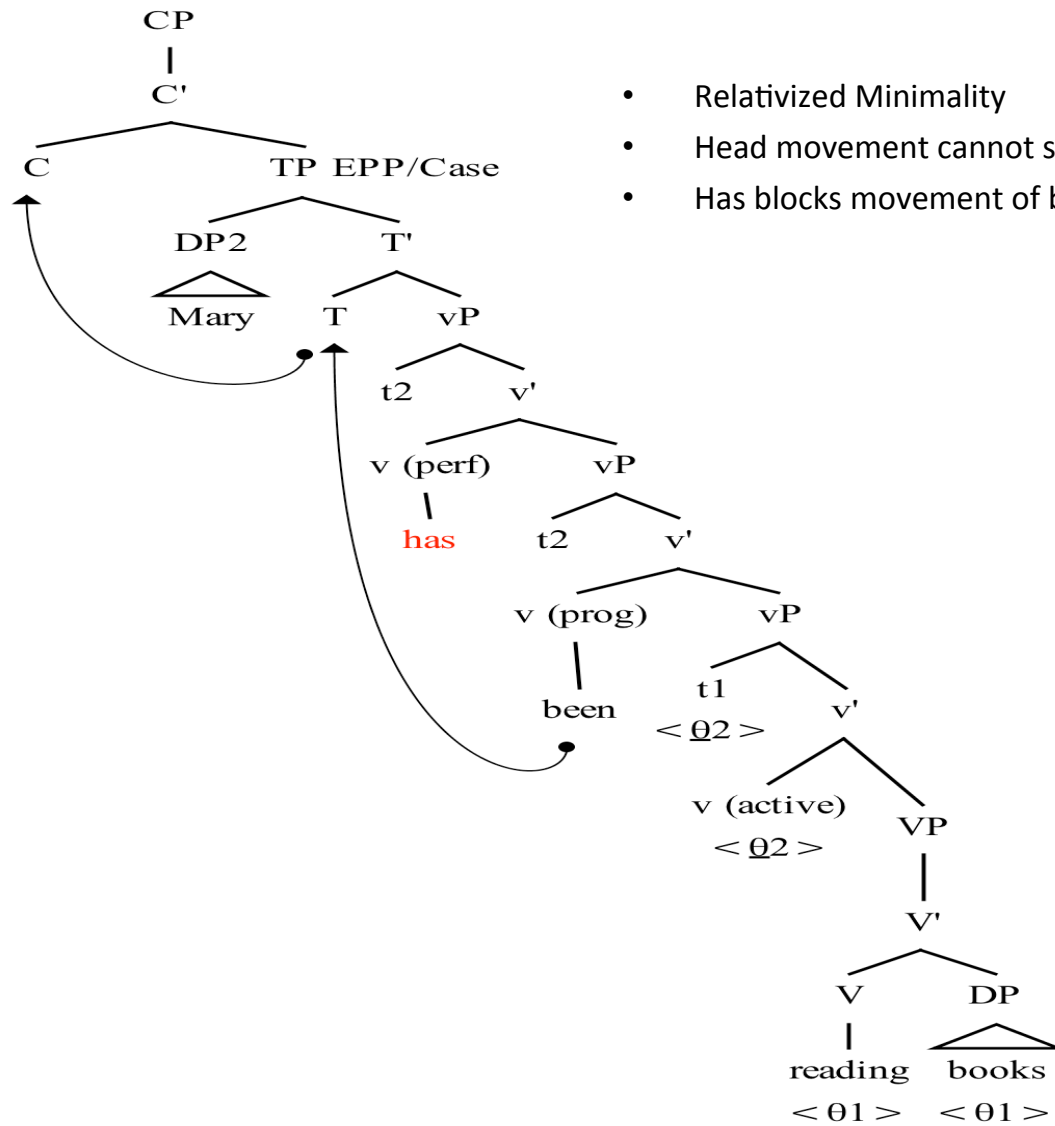 CP
C'
• Relativized Minimality
C TP EPP/Case
• Head movement cannot s
• Has blocks movement of b
DP2 T'
Mary T vP
t2 v'
v (perf) vP
has t2 v'
v (prog) vP
been t1 v'
<θ2>
v (active) VP
<θ2>
V'
V DP
reading books
<θ1> <θ1>